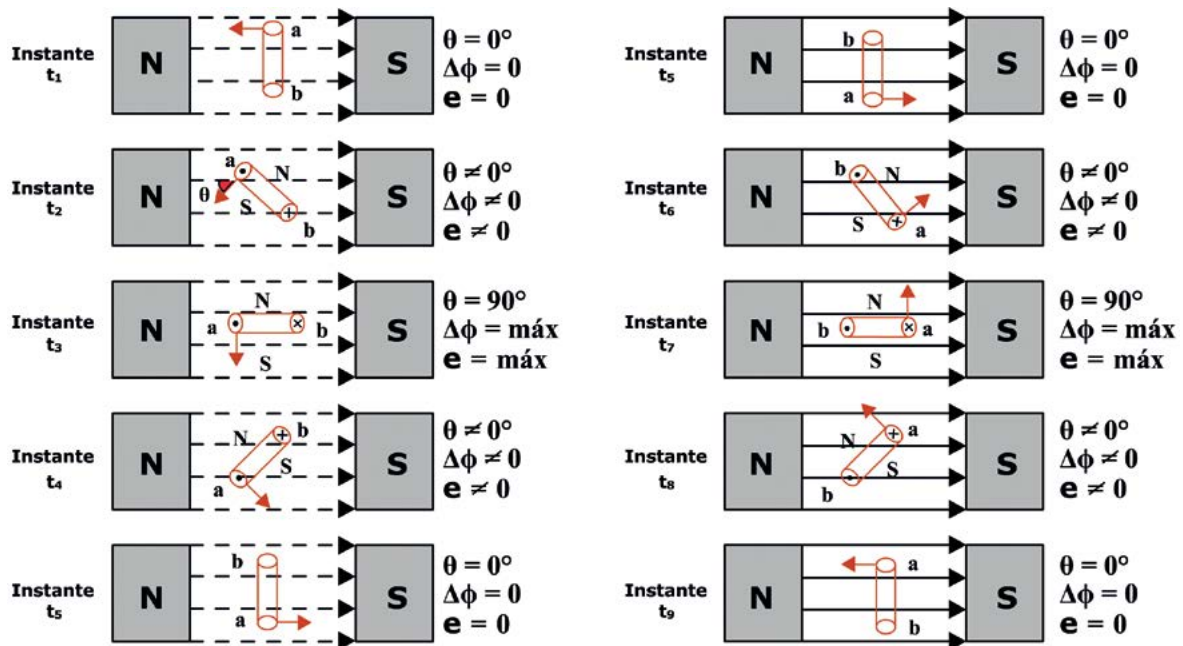 Instante
t₁
N
a
b
S
θ = 0°
Δϕ = 0
e = 0
Instante
t₂
N
a
N
θ
S
b
S
θ ≠ 0°
Δϕ ≠ 0
e ≠ 0
Instante
t₃
N
N
a
b
S
S
θ = 90°
Δϕ = máx
e = máx
Instante
t₄
N
b
N
S
a
S
θ ≠ 0°
Δϕ ≠ 0
e ≠ 0
Instante
t₅
N
b
a
S
θ = 0°
Δϕ = 0
e = 0
Instante
t₅
N
b
a
S
θ = 0°
Δϕ = 0
e = 0
Instante
t₆
N
b
N
S
a
S
θ ≠ 0°
Δϕ ≠ 0
e ≠ 0
Instante
t₇
N
N
b
a
S
S
θ = 90°
Δϕ = máx
e = máx
Instante
t₈
N
a
N
S
b
S
θ ≠ 0°
Δϕ ≠ 0
e ≠ 0
Instante
t₉
N
a
b
S
θ = 0°
Δϕ = 0
e = 0